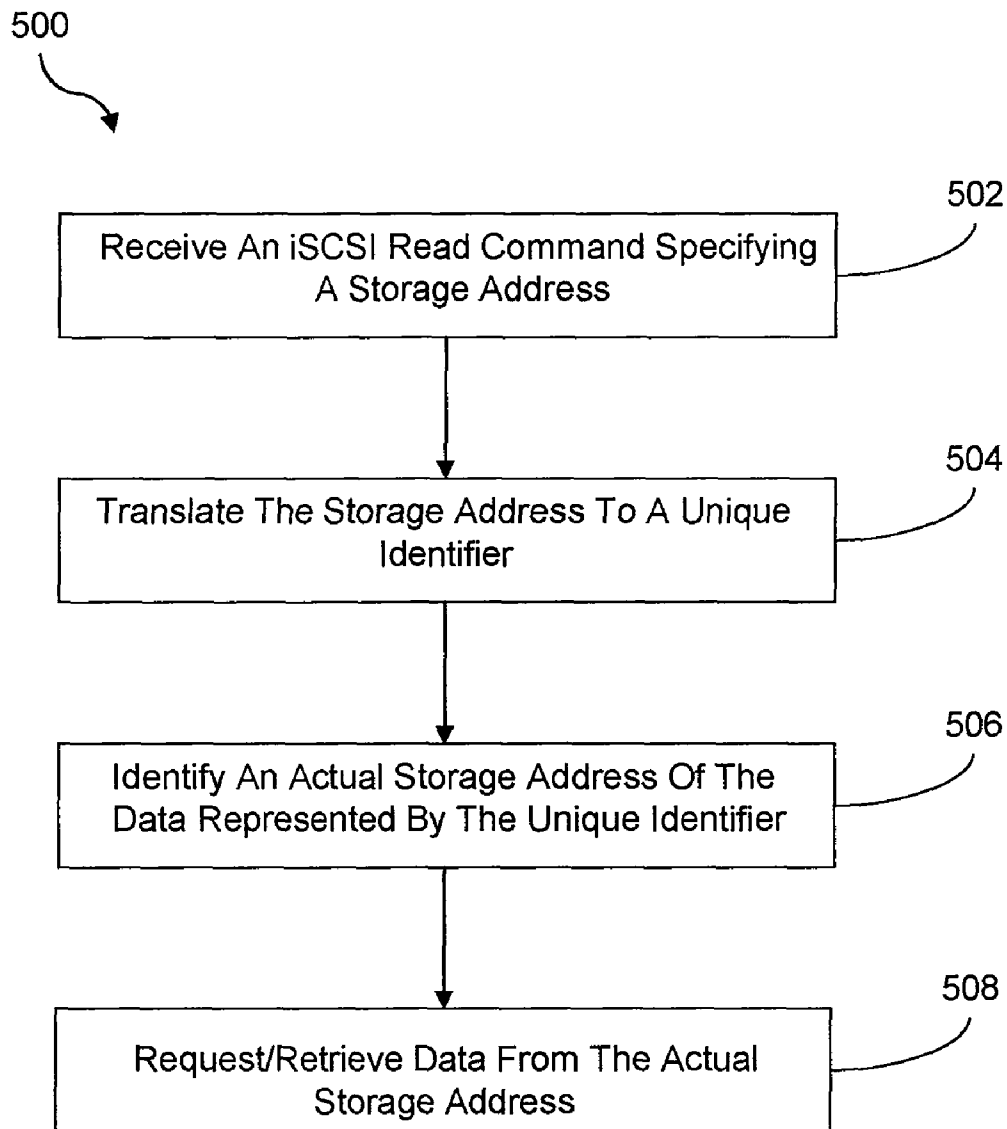 500
502
Receive An iSCSI Read Command Specifying
A Storage Address
504
Translate The Storage Address To A Unique
Identifier
506
Identify An Actual Storage Address Of The
Data Represented By The Unique Identifier
508
Request/Retrieve Data From The Actual
Storage Address